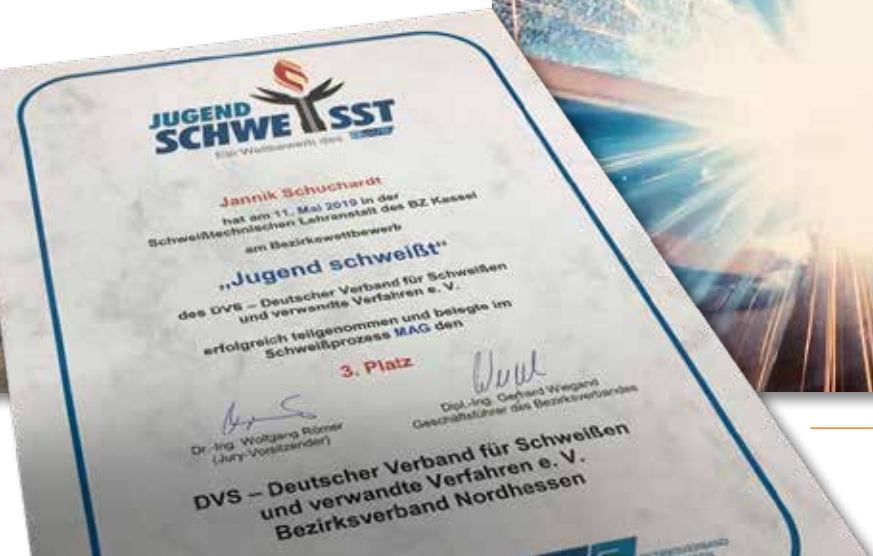 JUGEND
SCHWEISST
Ein Wettbewerb des
Jannik Schuchardt
hat am 11. Mai 2019 in der
Schweißtechnischen Lehranstalt des BZ Kassel
am Bezirkswettbewerb
„Jugend schweißt“
des DVS – Deutscher Verband für Schweißen
und verwandte Verfahren e. V.
erfolgreich teilgenommen und belegte im
Schweißprozess MAG den
3. Platz
Dr.-Ing. Wolfgang Römer
(Jury-Vorsitzender)
Dipl.-Ing. Gerhard Wiegand
Geschäftsführer des Bezirksverbandes
DVS – Deutscher Verband für Schweißen
und verwandte Verfahren e. V.
Bezirksverband Nordhessen